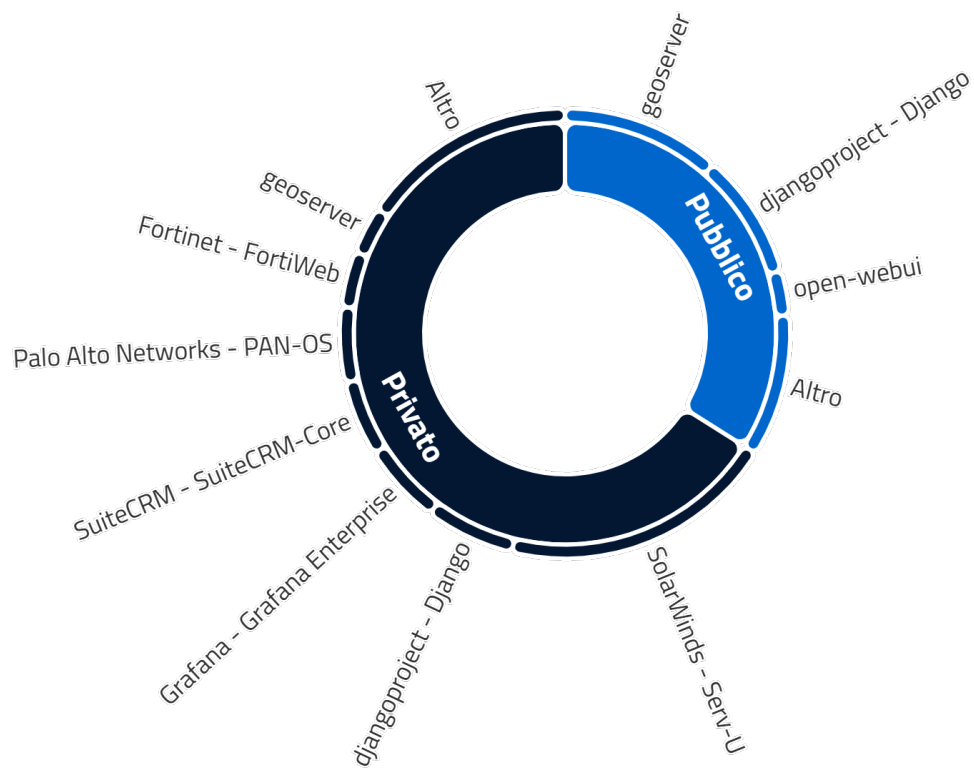 geoserver
djangoproject - Django
open-webui
Altro
Pubblico
SolarWinds - Serv-U
djangoproject - Django
Grafana - Grafana Enterprise
SuiteCRM - SuiteCRM-Core
Palo Alto Networks - PAN-OS
Fortinet - FortiWeb
geoserver
Altro
Privato